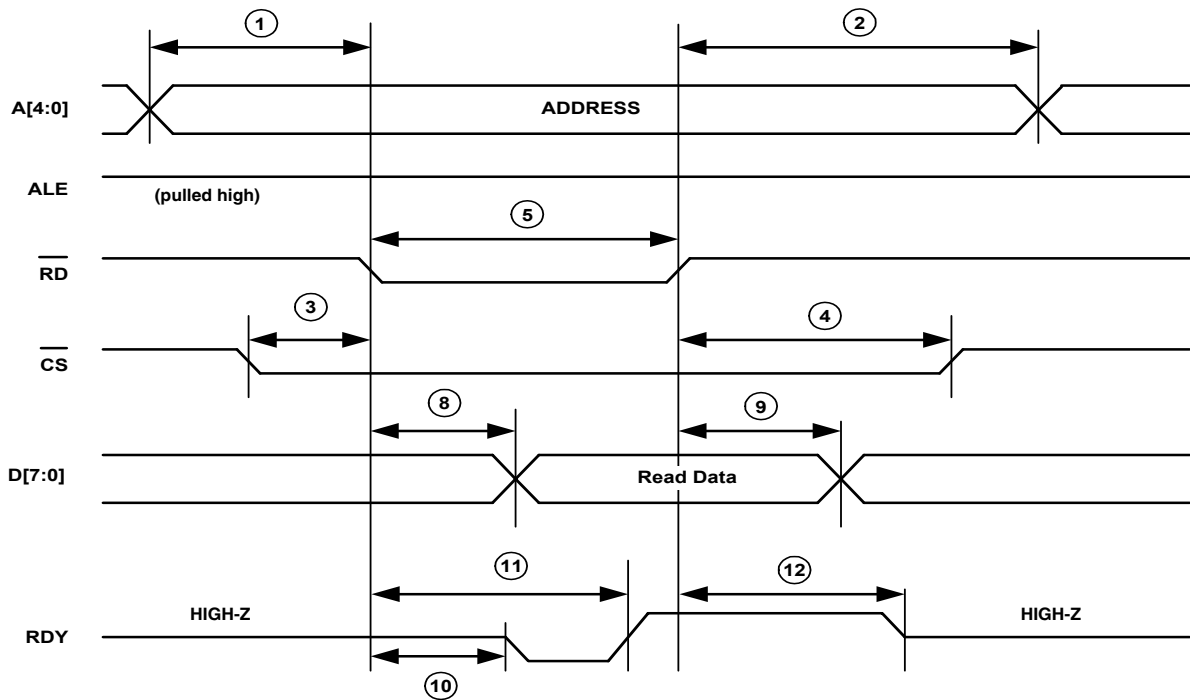 1
2
A[4:0]
ADDRESS
ALE
(pulled high)
5
RD
3
4
CS
8
9
D[7:0]
Read Data
11
12
HIGH-Z
HIGH-Z
RDY
10